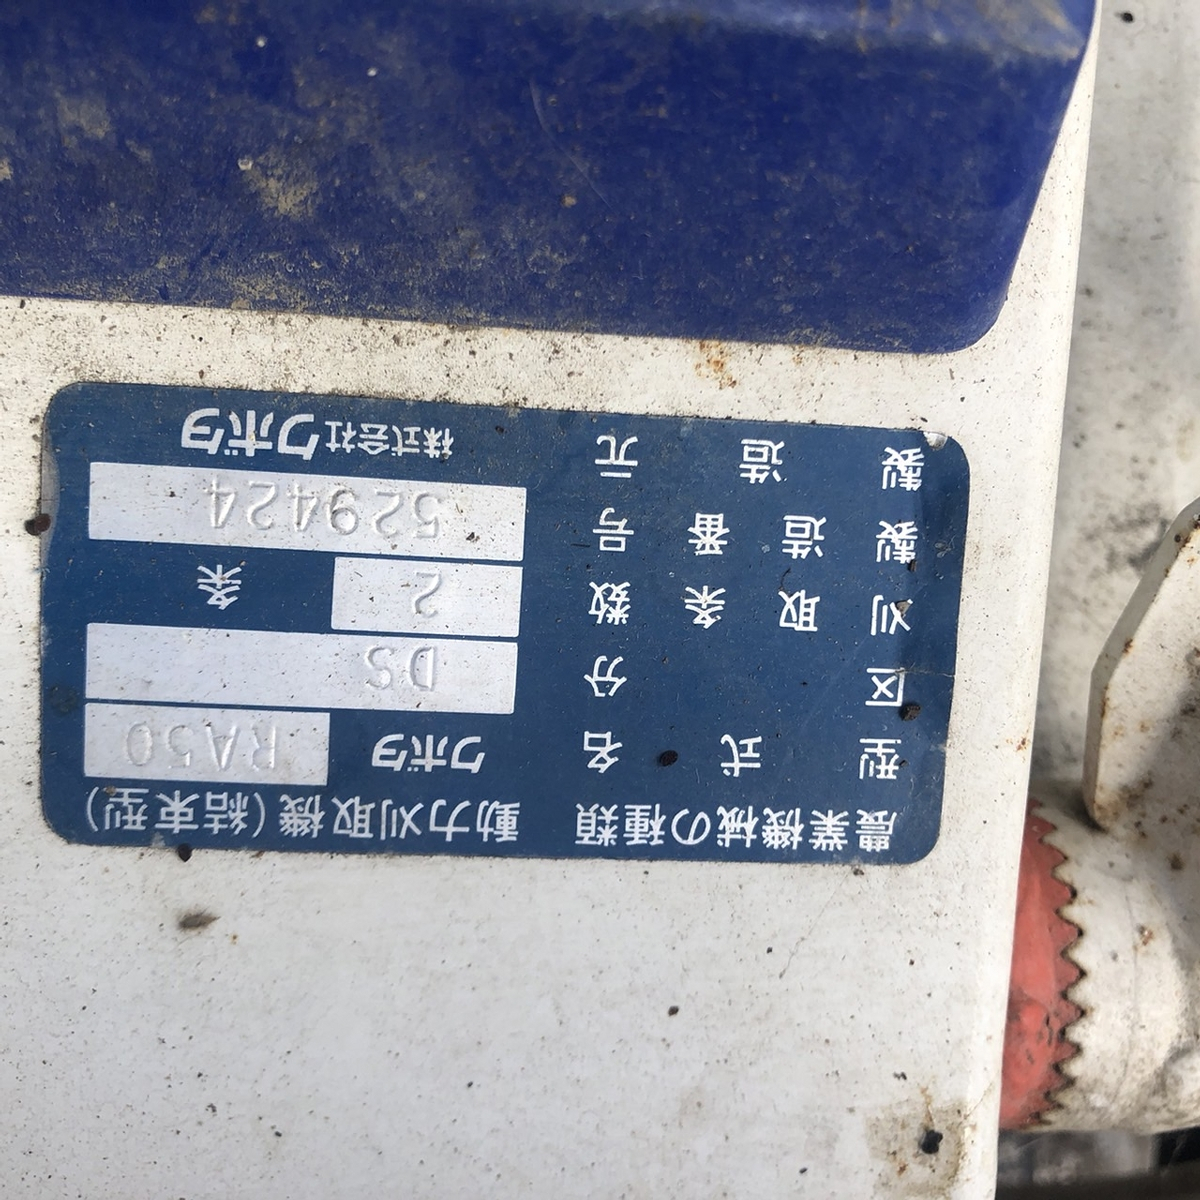 農業機械の種類 動力刈取機(結束型)
型式名 クボタ RA50
区分 DS
刈取条数 2 条
製造番号 529424
製造元 株式会社クボタ